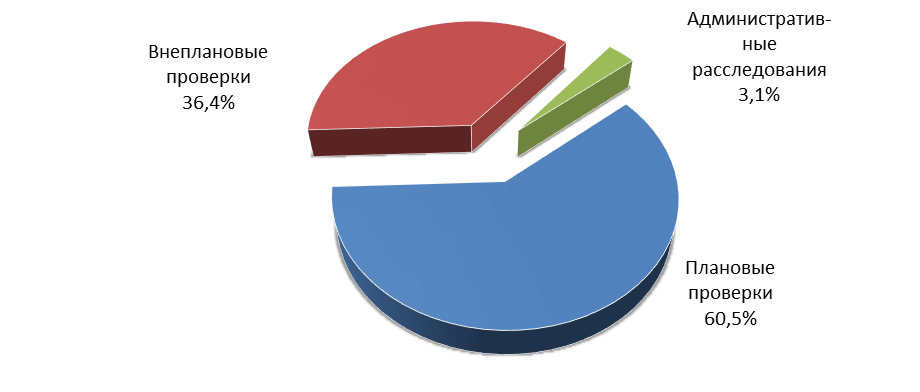 Внеплановые
проверки
36,4%
Административ-
ные
расследования
3,1%
Плановые
проверки
60,5%